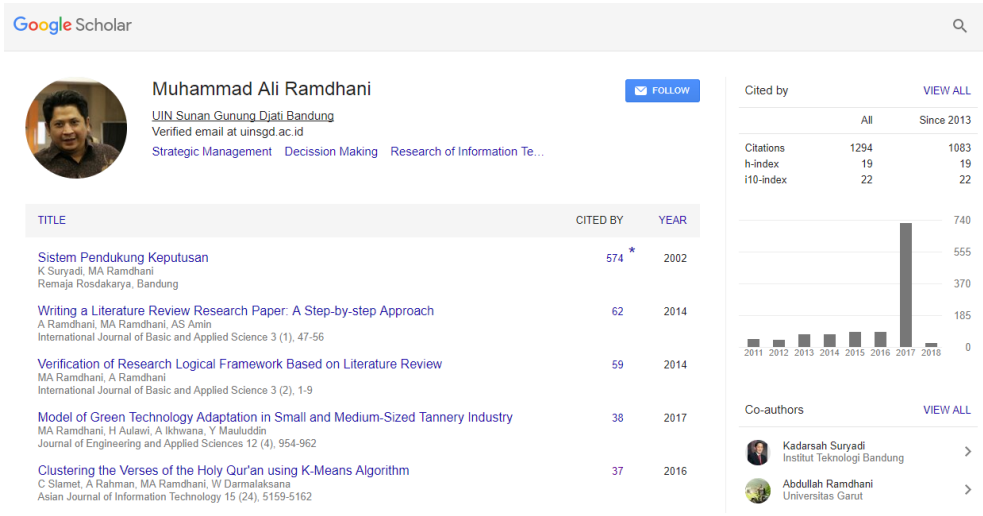 Google Scholar
Muhammad Ali Ramdhani
FOLLOW
UIN Sunan Gunung Djati Bandung
Verified email at uinsgd.ac.id
Strategic Management Decission Making Research of Information Te...
TITLE CITED BY YEAR
Sistem Pendukung Keputusan 574 * 2002
K Suryadi, MA Ramdhani
Remaja Rosdakarya, Bandung
Writing a Literature Review Research Paper: A Step-by-step Approach 62 2014
A Ramdhani, MA Ramdhani, AS Amin
International Journal of Basic and Applied Science 3 (1), 47-56
Verification of Research Logical Framework Based on Literature Review 59 2014
MA Ramdhani, A Ramdhani
International Journal of Basic and Applied Science 3 (2), 1-9
Model of Green Technology Adaptation in Small and Medium-Sized Tannery Industry 38 2017
MA Ramdhani, H Aulawi, A Ikhwana, Y Mauluddin
Journal of Engineering and Applied Sciences 12 (4), 954-962
Clustering the Verses of the Holy Qur'an using K-Means Algorithm 37 2016
C Slamet, A Rahman, MA Ramdhani, W Darmalaksana
Asian Journal of Information Technology 15 (24), 5159-5162
Cited by VIEW ALL
All Since 2013
Citations 1294 1083
h-index 19 19
i10-index 22 22
740
555
370
185
0
2011 2012 2013 2014 2015 2016 2017 2018
Co-authors VIEW ALL
Kadarsah Suryadi
Institut Teknologi Bandung
Abdullah Ramdhani
Universitas Garut